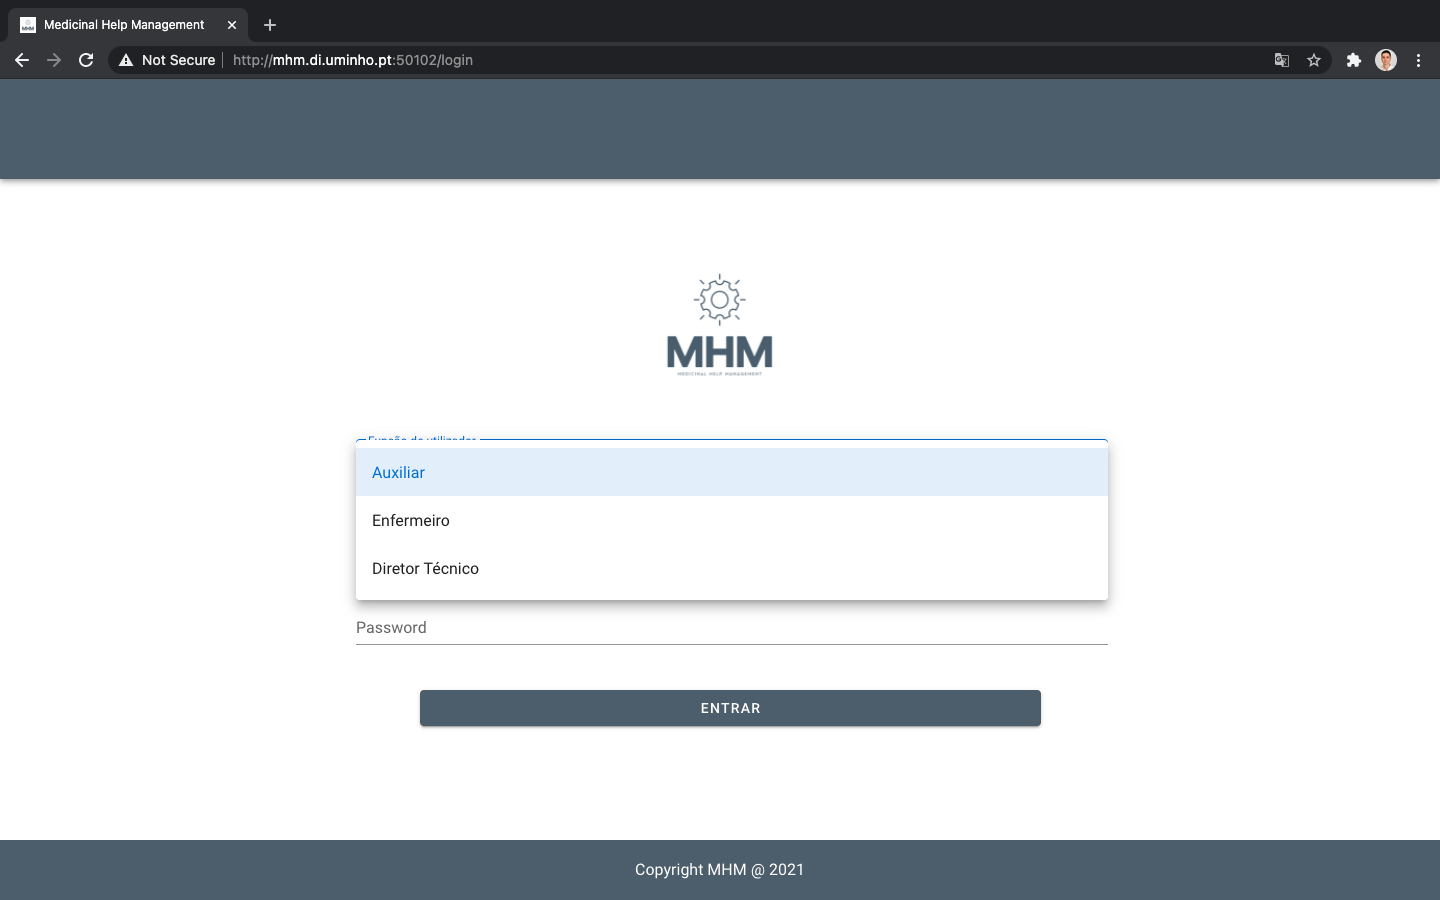 Medicinal Help Management
Not Secure
http://mhm.di.uminho.pt:50102/login
MHM
MEDICINAL HELP MANAGEMENT
Função de utilizador
Auxiliar
Enfermeiro
Diretor Técnico
Password
ENTRAR
Copyright MHM @ 2021